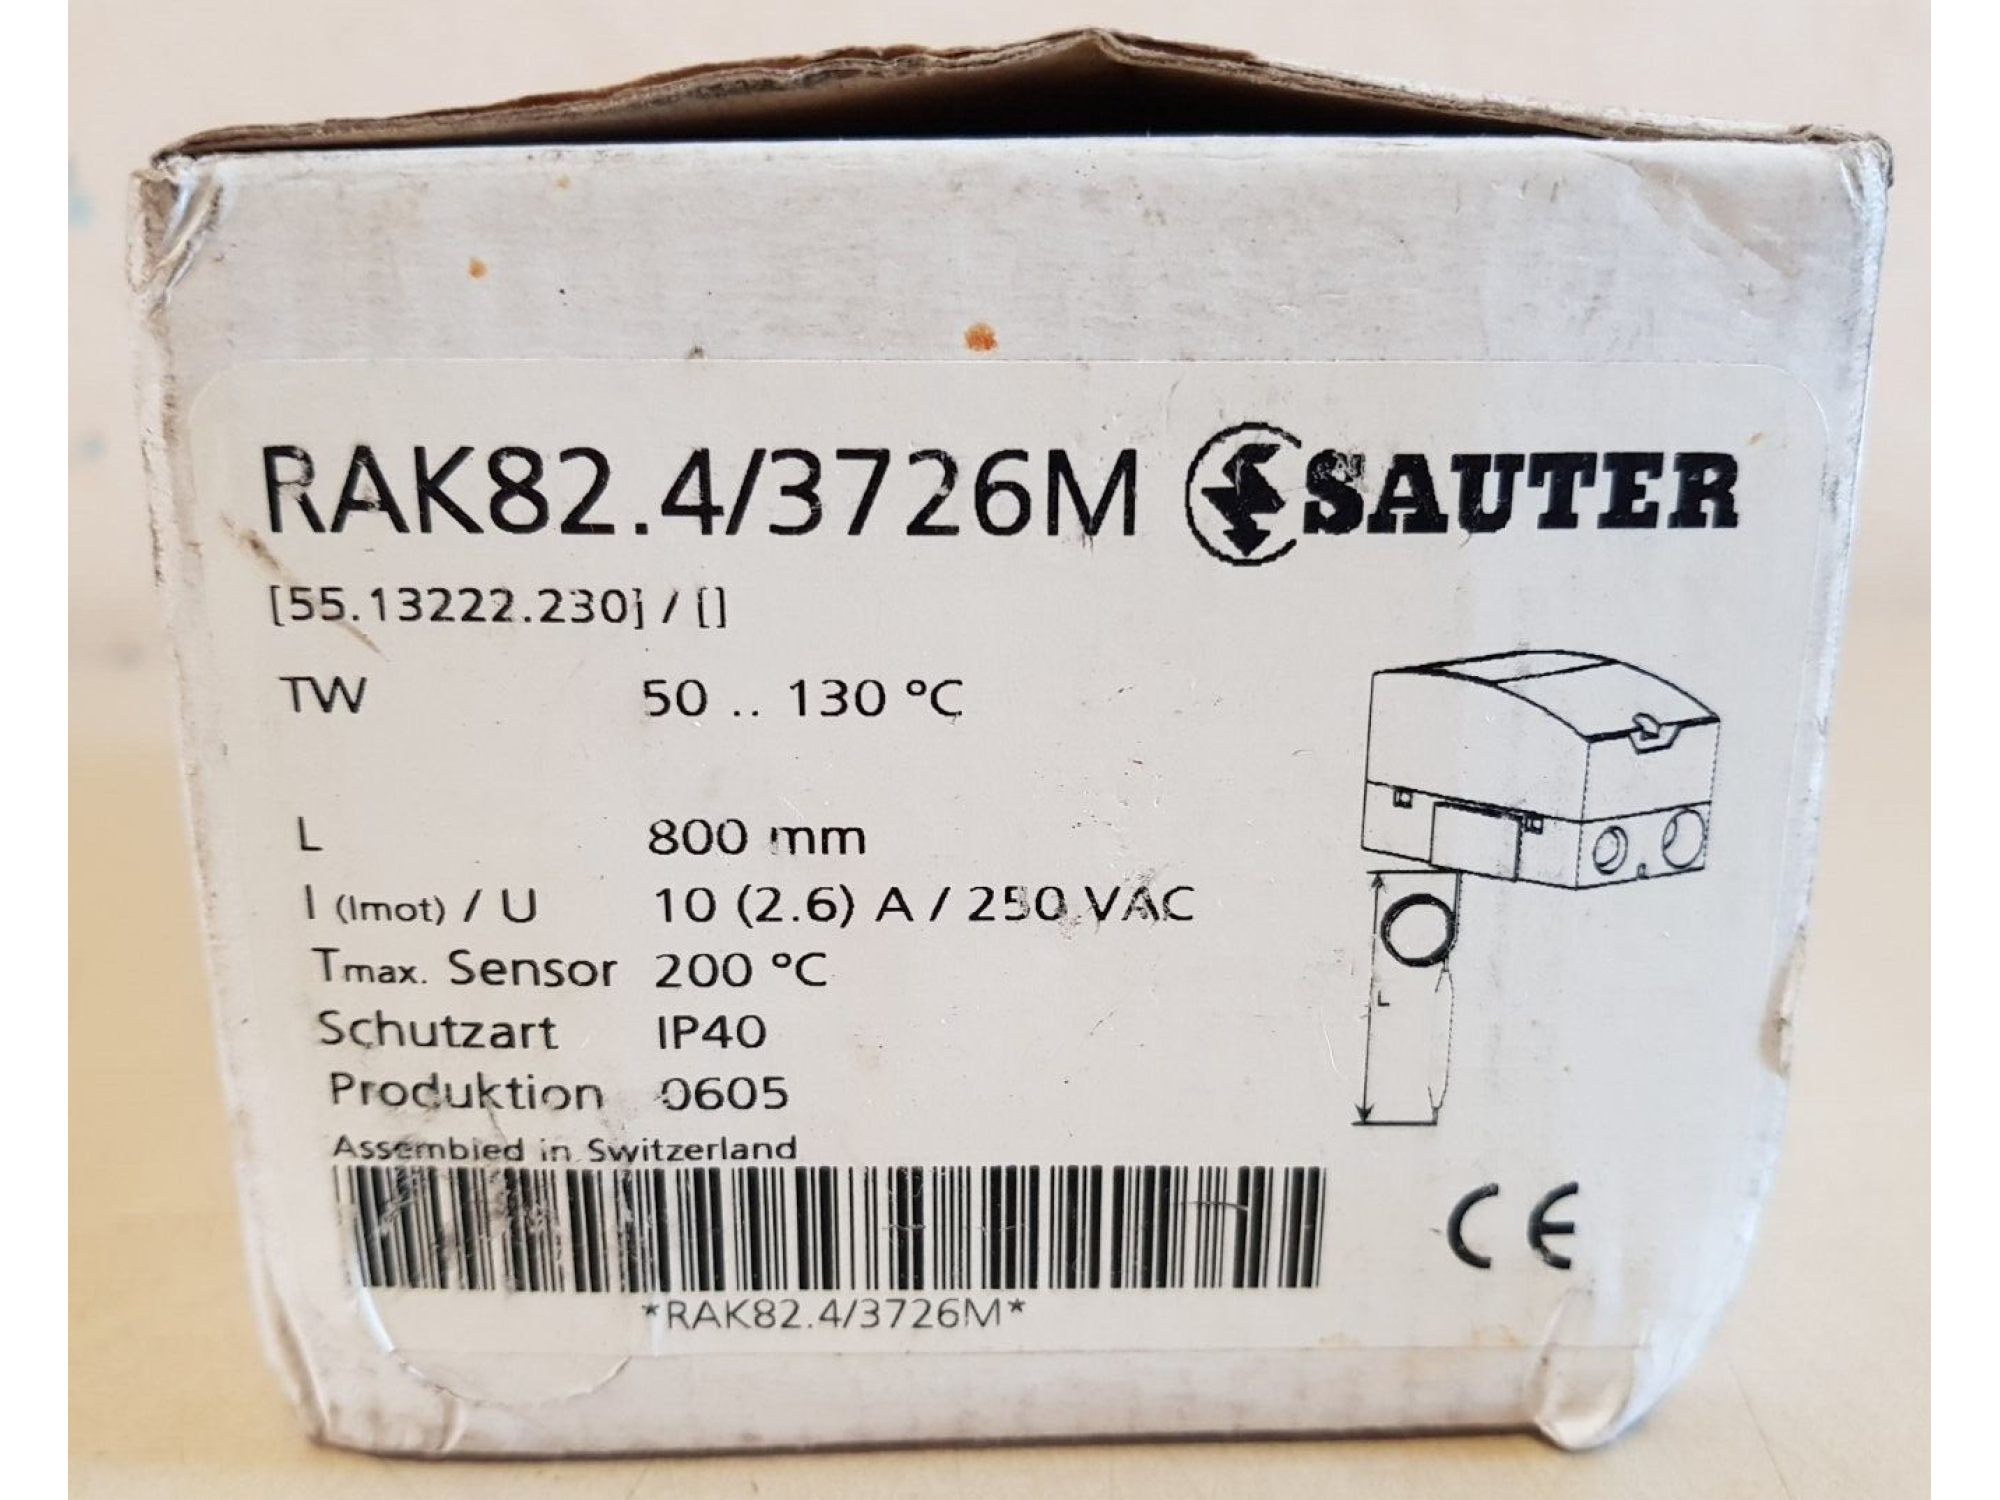 RAK82.4/3726M SAUTER
[55.13222.230] / []
TW 50 .. 130 °C
L 800 mm
I (Imot) / U 10 (2.6) A / 250 VAC
Tmax. Sensor 200 °C
Schutzart IP40
Produktion 0605
Assembled in Switzerland
L
CE
*RAK82.4/3726M*